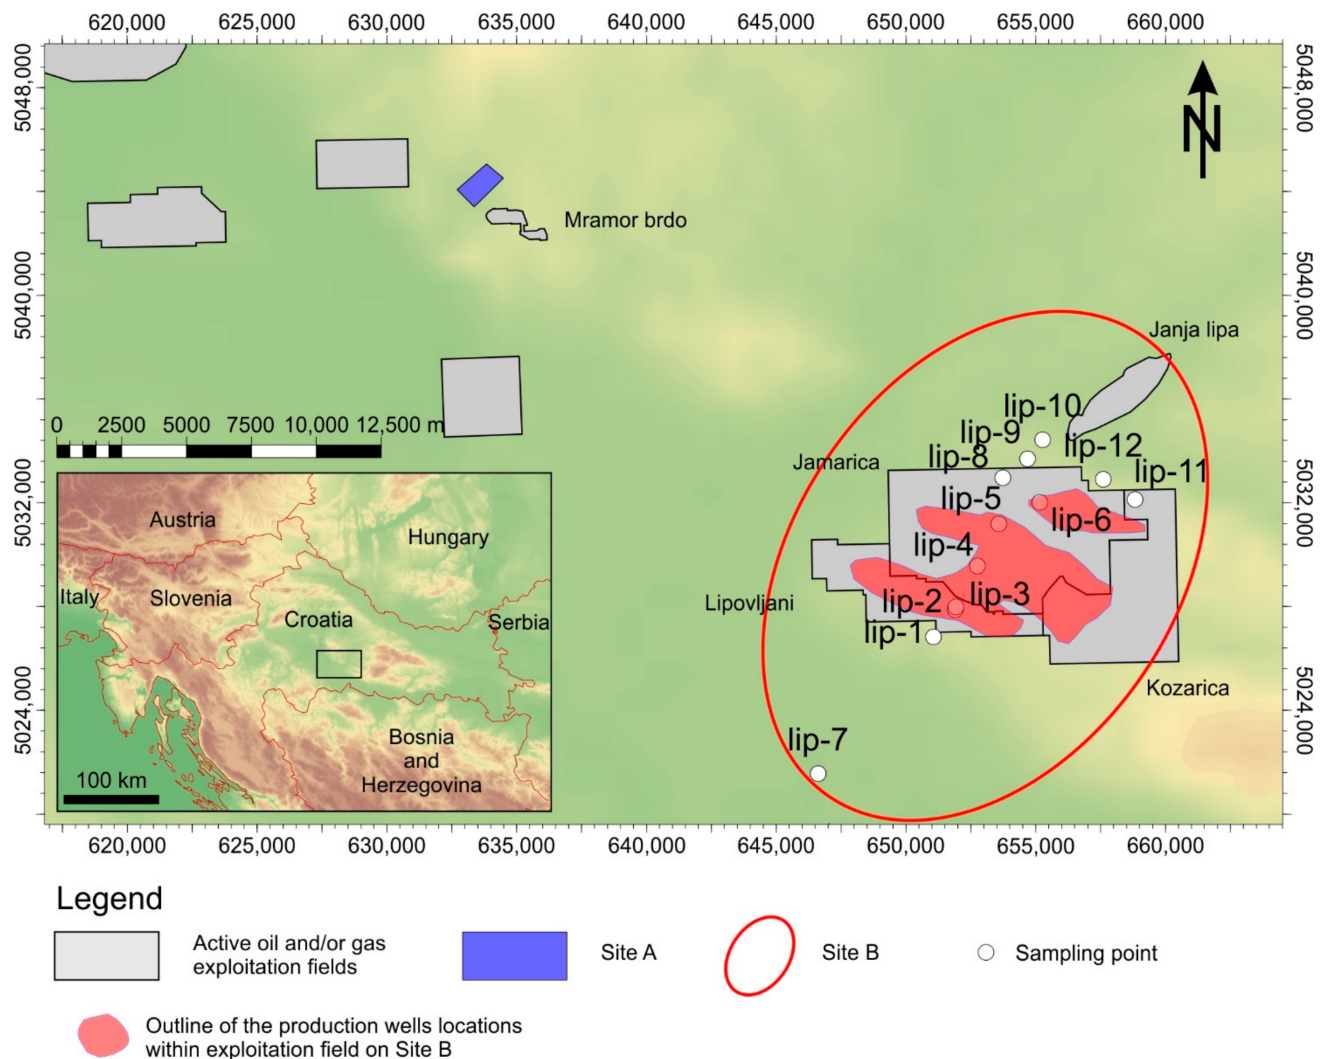 620,000 625,000 630,000 635,000 640,000 645,000 650,000 655,000 660,000
5048,000 5048,000
N
Mramor brdo
5040,000 5040,000
Janja lipa
lip-10
0 2500 5000 7500 10,000 12,500 m
lip-9
lip-12
lip-8
Jamarica
lip-11
5032,000 5032,000
lip-5
lip-6
Austria
Hungary
lip-4
Italy
Slovenia
lip-3
lip-2
Lipovljani
Croatia
Serbia
lip-1
Kozarica
5024,000 5024,000
lip-7
Bosnia
and
Herzegovina
100 km
620,000 625,000 630,000 635,000 640,000 645,000 650,000 655,000 660,000
Legend
Active oil and/or gas
exploitation fields
Site A
Site B
Sampling point
Outline of the production wells locations
within exploitation field on Site B